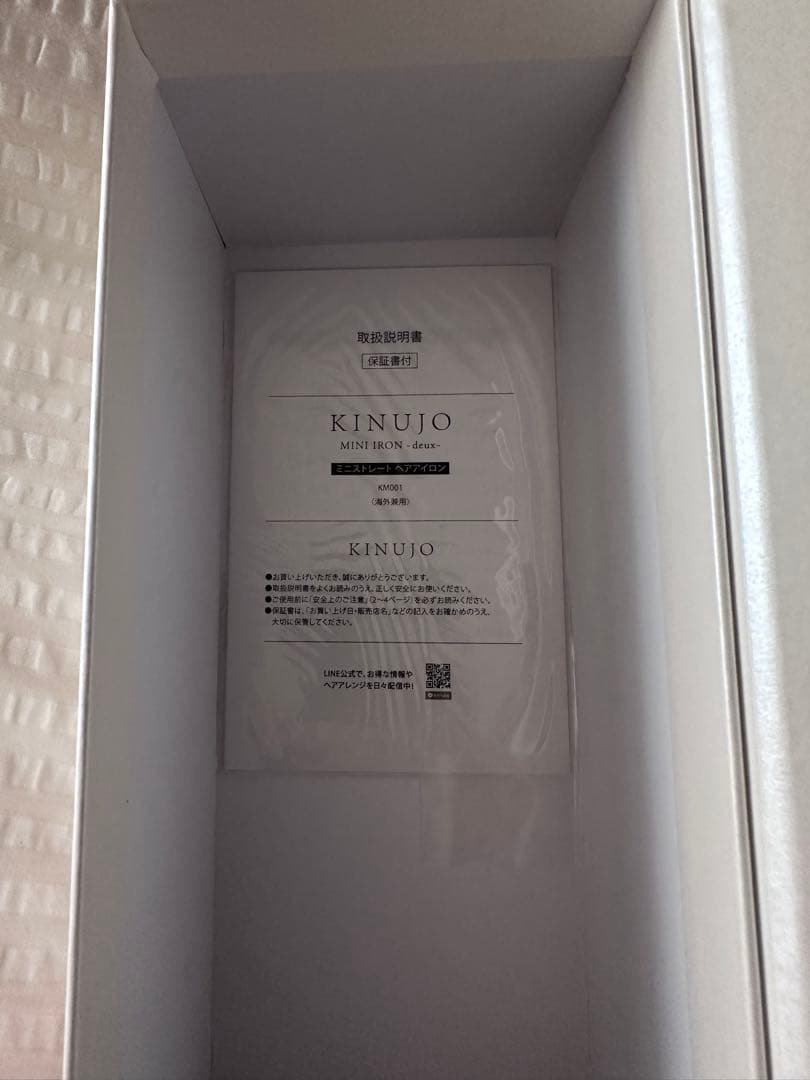 取扱説明書
保証書付
KINUJO
MINI IRON -deux-
ミニストレート ヘアアイロン
KM001
〈海外兼用〉
KINUJO
●お買い上げいただき、誠にありがとうございます。
●取扱説明書をよくお読みのうえ、正しく安全にお使いください。
●ご使用前に「安全上のご注意」(2〜4ページ)を必ずお読みください。
●保証書は、「お買い上げ日・販売店名」などの記入をお確かめのうえ、
大切に保管してください。
LINE公式で、お得な情報や
ヘアアレンジを日々配信中!